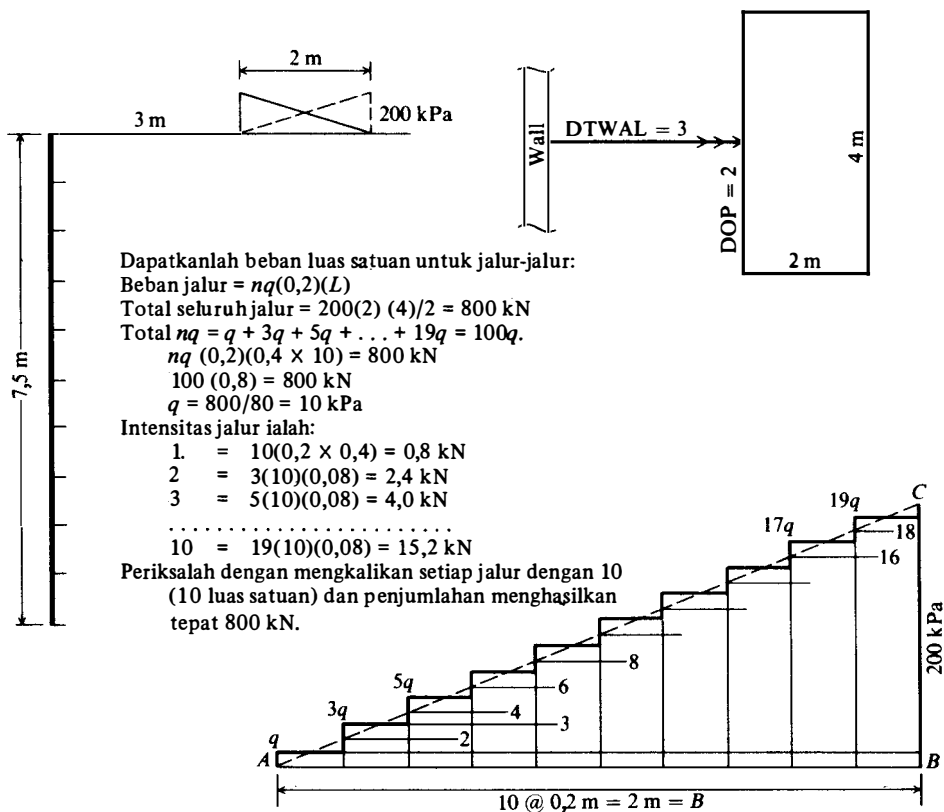 2 m
200 kPa
3 m
Wall
DTWAL = 3
DOP = 2
4 m
2 m
7,5 m
Dapatkanlah beban luas satuan untuk jalur-jalur:
Beban jalur = nq(0,2)(L)
Total seluruh jalur = 200(2) (4)/2 = 800 kN
Total nq = q + 3q + 5q + . . . + 19q = 100q.
nq (0,2)(0,4 × 10) = 800 kN
100 (0,8) = 800 kN
q = 800/80 = 10 kPa
Intensitas jalur ialah:
1. = 10(0,2 × 0,4) = 0,8 kN
2 = 3(10)(0,08) = 2,4 kN
3 = 5(10)(0,08) = 4,0 kN
. . . . . . . . . . . . . . . . . . . . . . . . .
10 = 19(10)(0,08) = 15,2 kN
Periksalah dengan mengkalikan setiap jalur dengan 10
(10 luas satuan) dan penjumlahan menghasilkan
tepat 800 kN.
C
19q
18
17q
16
8
6
5q
4
3
3q
2
q
A
B
200 kPa
10 @ 0,2 m = 2 m = B